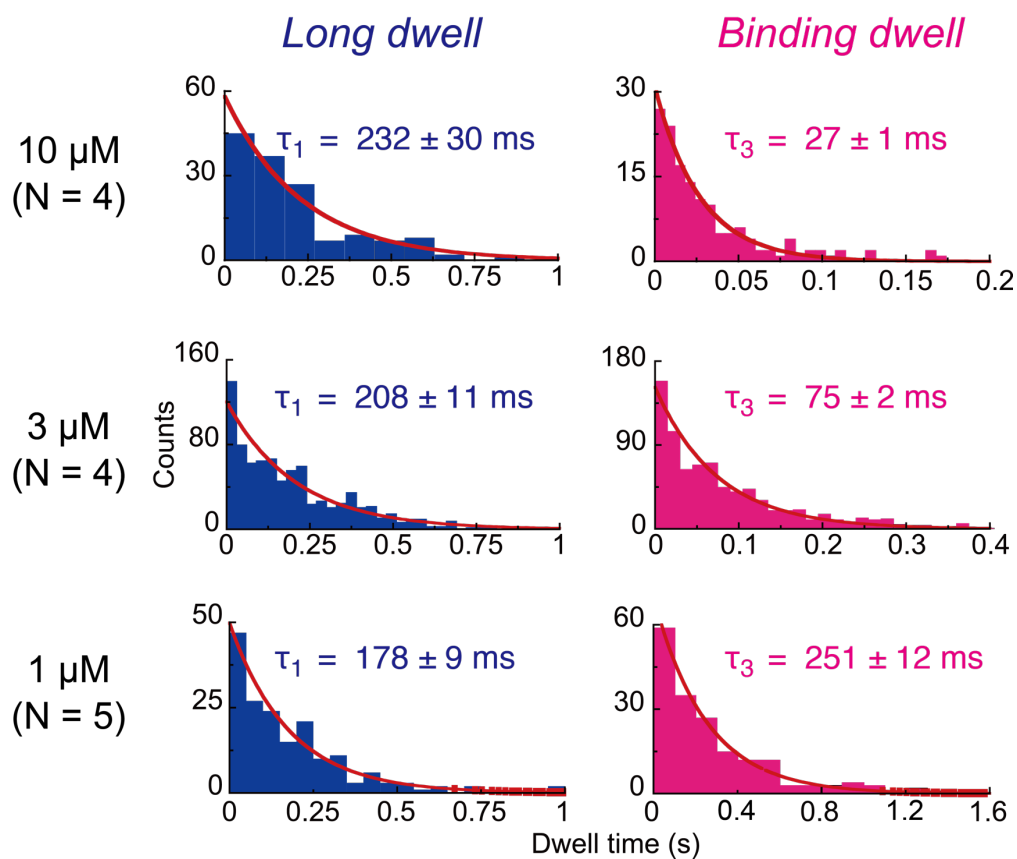 Long dwell
Binding dwell
10 µM
(N = 4)
60
30
0
τ1 = 232 ± 30 ms
0 0.25 0.5 0.75 1
30
15
0
τ3 = 27 ± 1 ms
0 0.05 0.1 0.15 0.2
3 µM
(N = 4)
Counts
160
80
0
τ1 = 208 ± 11 ms
0 0.25 0.5 0.75 1
180
90
0
τ3 = 75 ± 2 ms
0 0.1 0.2 0.3 0.4
1 µM
(N = 5)
50
25
0
τ1 = 178 ± 9 ms
0 0.25 0.5 0.75 1
60
30
0
τ3 = 251 ± 12 ms
0 0.4 0.8 1.2 1.6
Dwell time (s)